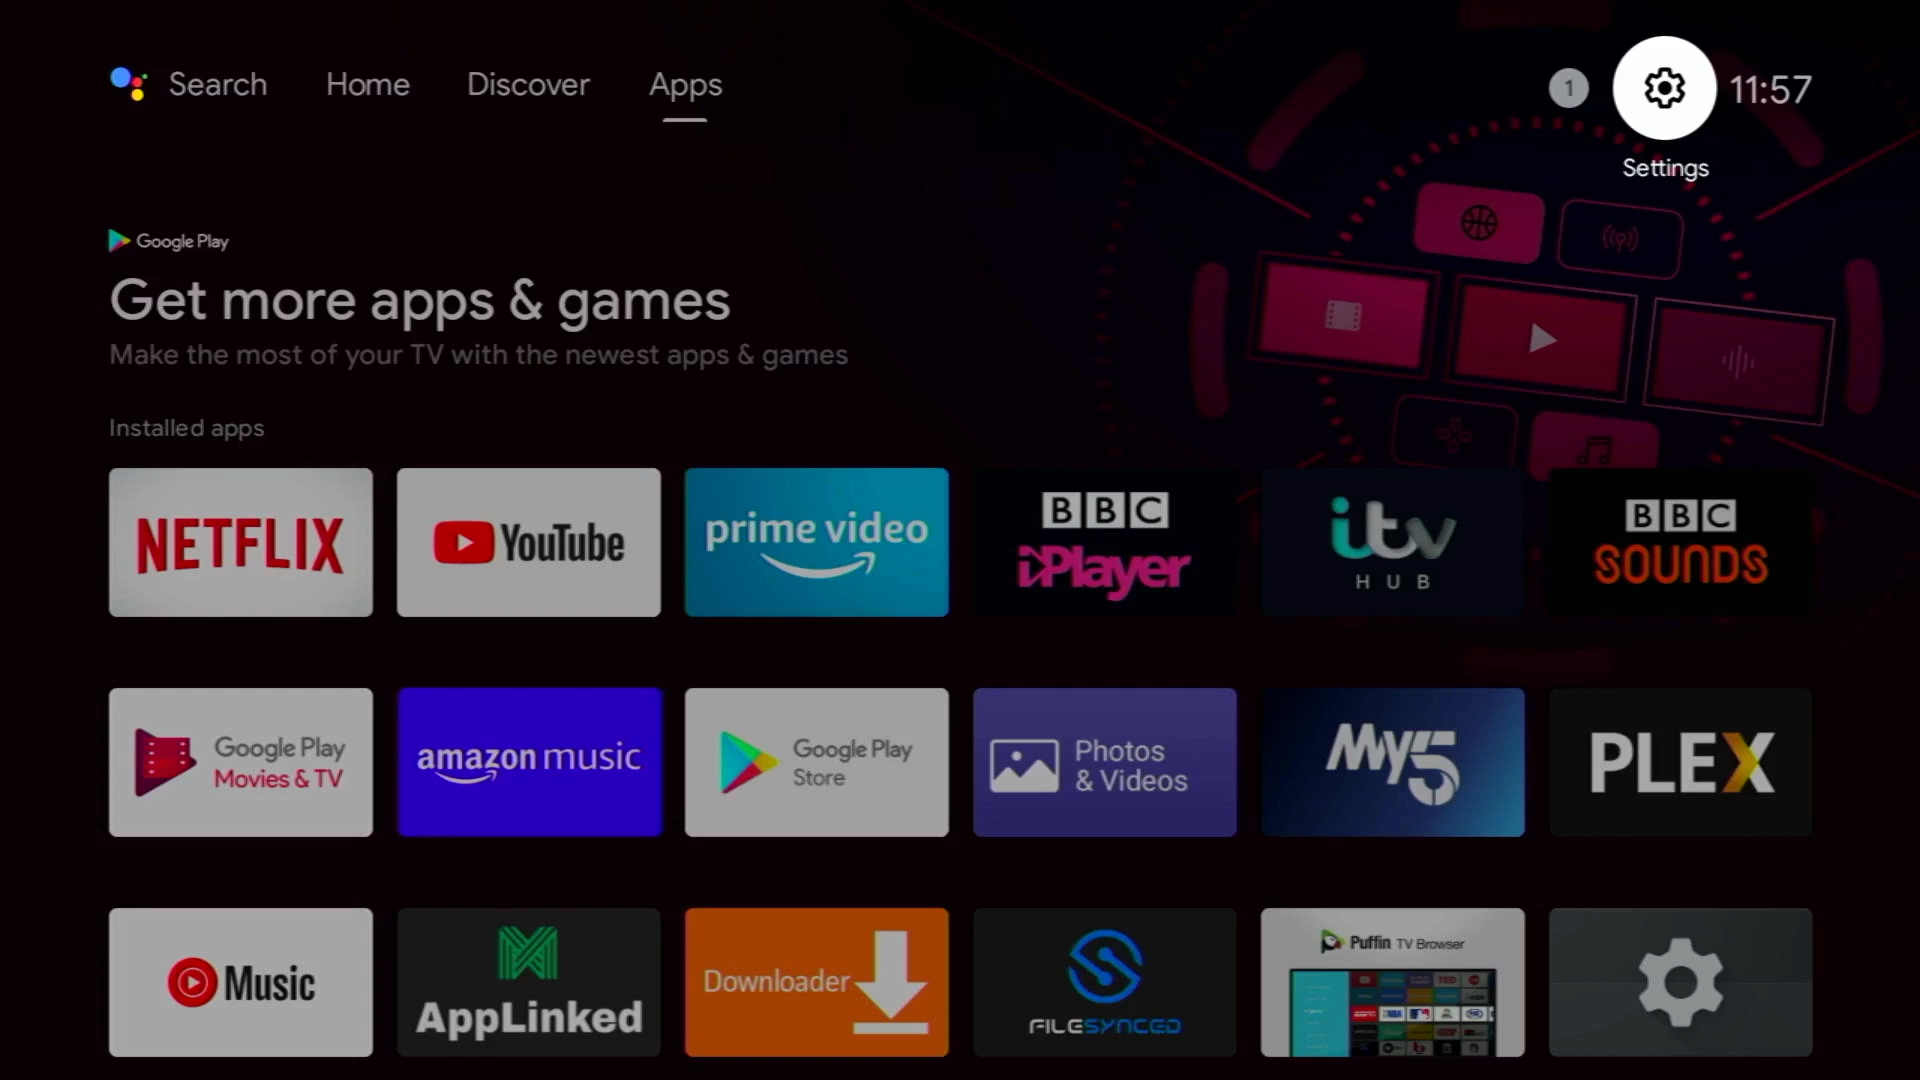 Search Home Discover Apps
1 11:57
Settings
Google Play
Get more apps & games
Make the most of your TV with the newest apps & games
Installed apps
NETFLIX
YouTube
prime video
BBC
iPlayer
itv
HUB
BBC
SOUNDS
Google Play
Movies & TV
amazon music
Google Play
Store
Photos
& Videos
My5
PLEX
Music
AppLinked
Downloader
FILESYNCED
Puffin TV Browser